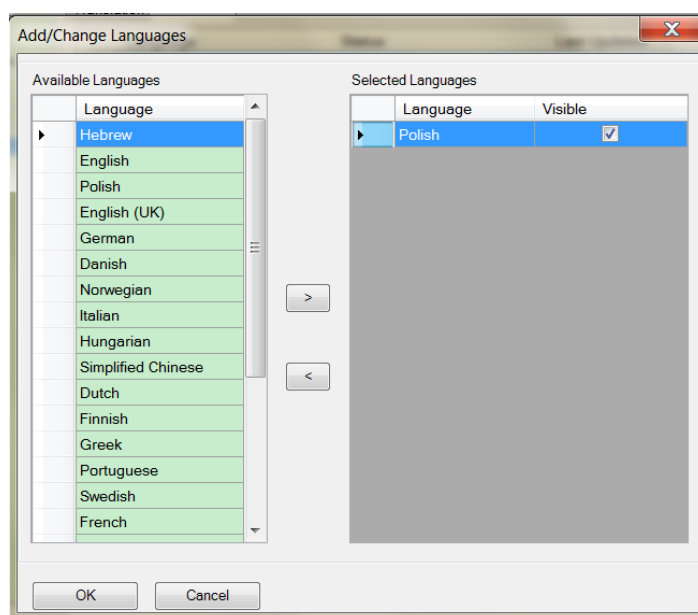 Add/Change Languages
Status
Available Languages
Selected Languages
Language
Language Visible
Hebrew
Polish
English
Polish
English (UK)
German
Danish
Norwegian
Italian
Hungarian
Simplified Chinese
Dutch
Finnish
Greek
Portuguese
Swedish
French
>
<
OK Cancel